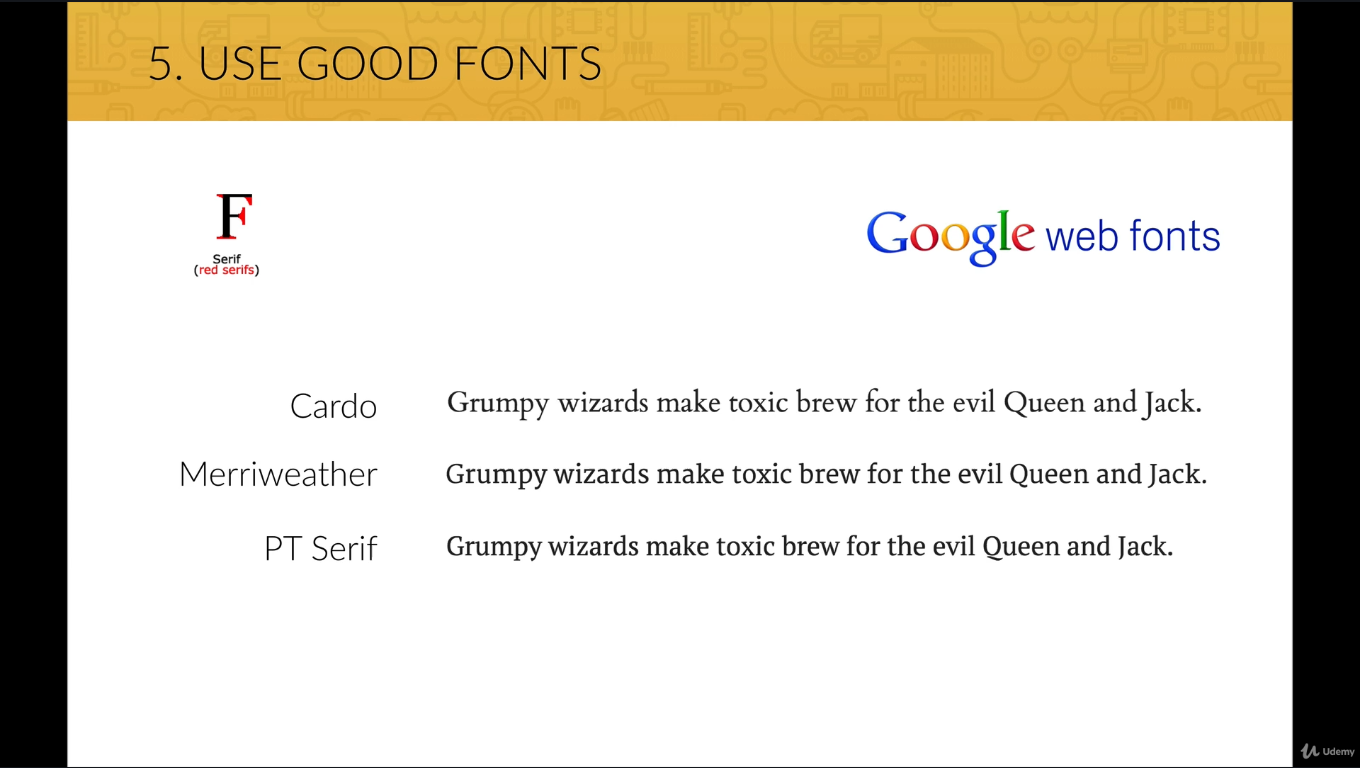 5. USE GOOD FONTS
F
Serif
(red serifs)
Google web fonts
Cardo Grumpy wizards make toxic brew for the evil Queen and Jack.
Merriweather Grumpy wizards make toxic brew for the evil Queen and Jack.
PT Serif Grumpy wizards make toxic brew for the evil Queen and Jack.
Udemy